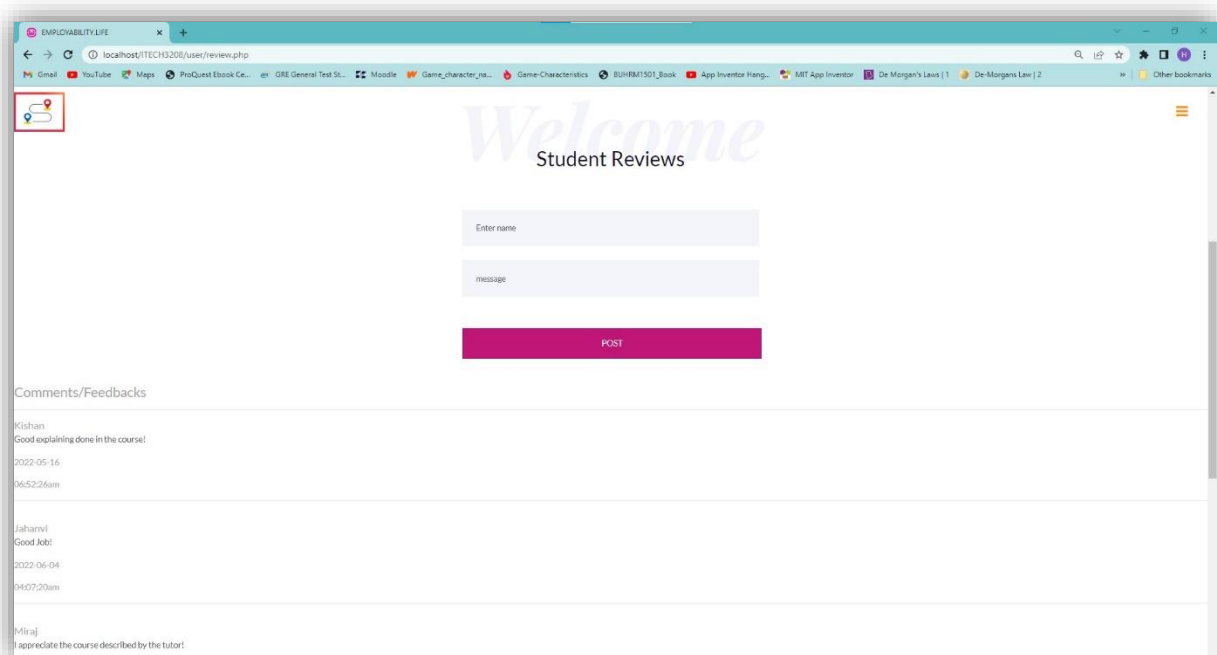 EMPLOYABILITY.LIFE
localhost/ITECH3208/user/review.php
H
Gmail YouTube Maps ProQuest Ebook Ce... GRE General Test St... Moodle Game_character_na... Game-Characteristics BUHRM1501_Book App Inventor Hang... MIT App Inventor De Morgan's Laws | 1 De-Morgans Law | 2 » Other bookmarks
Welcome
Student Reviews
Enter name
message
POST
Comments/Feedbacks
Kishan
Good explaining done in the course!
2022-05-16
06:52:26am
Jahanvi
Good Job!
2022-06-04
04:07:20am
Miraj
I appreciate the course described by the tutor!